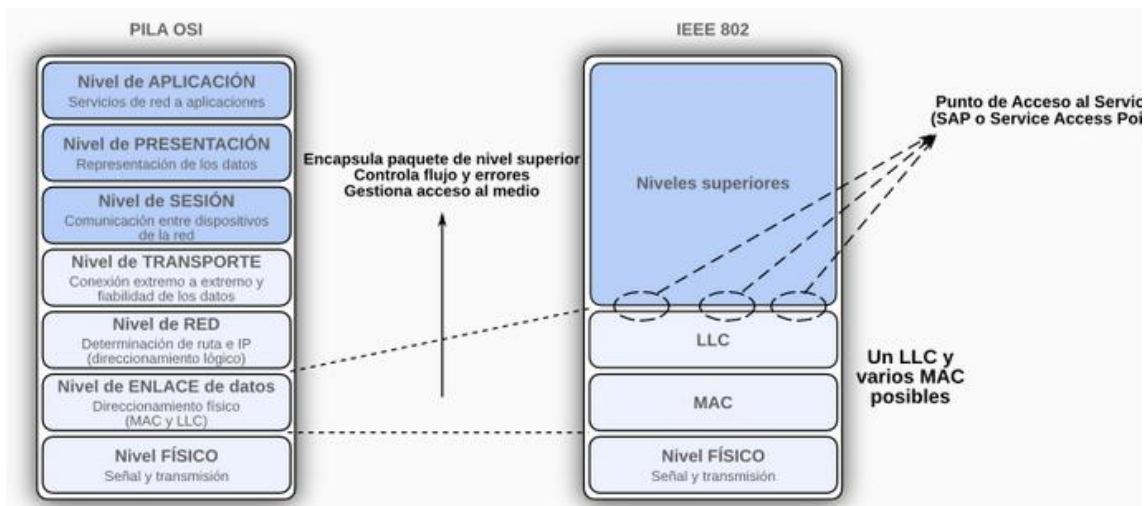 PILA OSI
Nivel de APLICACIÓN
Servicios de red a aplicaciones
Nivel de PRESENTACIÓN
Representación de los datos
Nivel de SESIÓN
Comunicación entre dispositivos
de la red
Nivel de TRANSPORTE
Conexión extremo a extremo y
fiabilidad de los datos
Nivel de RED
Determinación de ruta e IP
(direccionamiento lógico)
Nivel de ENLACE de datos
Direccionamiento físico
(MAC y LLC)
Nivel FÍSICO
Señal y transmisión
Encapsula paquete de nivel superior
Controla flujo y errores
Gestiona acceso al medio
IEEE 802
Niveles superiores
LLC
MAC
Nivel FÍSICO
Señal y transmisión
Punto de Acceso al Servic
(SAP o Service Access Poi
Un LLC y
varios MAC
posibles